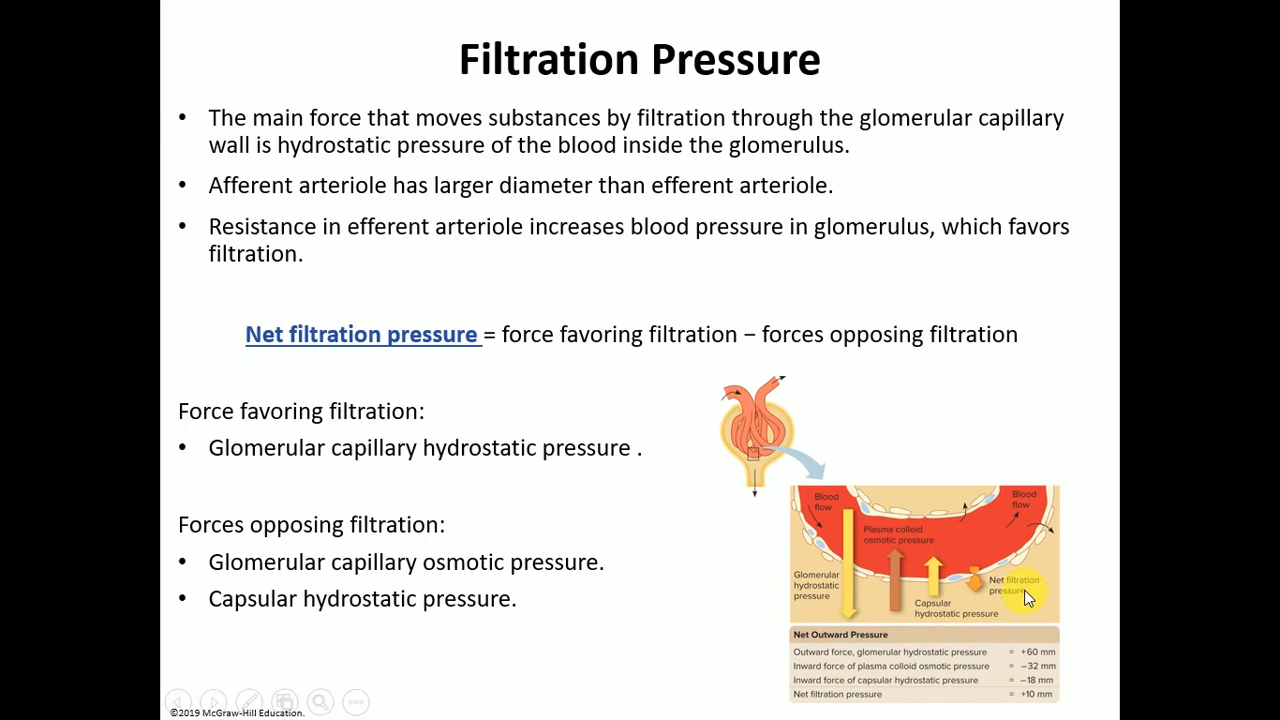 Filtration Pressure
• The main force that moves substances by filtration through the glomerular capillary
wall is hydrostatic pressure of the blood inside the glomerulus.
• Afferent arteriole has larger diameter than efferent arteriole.
• Resistance in efferent arteriole increases blood pressure in glomerulus, which favors
filtration.
Net filtration pressure = force favoring filtration − forces opposing filtration
Force favoring filtration:
• Glomerular capillary hydrostatic pressure .
Forces opposing filtration:
• Glomerular capillary osmotic pressure.
• Capsular hydrostatic pressure.
Blood
flow
Blood
flow
Plasma colloid
osmotic pressure
Glomerular
hydrostatic
pressure
Net filtration
pressure
Capsular
hydrostatic pressure
Net Outward Pressure
Outward force, glomerular hydrostatic pressure = +60 mm
Inward force of plasma colloid osmotic pressure = −32 mm
Inward force of capsular hydrostatic pressure = −18 mm
Net filtration pressure = +10 mm
©2019 McGraw-Hill Education.